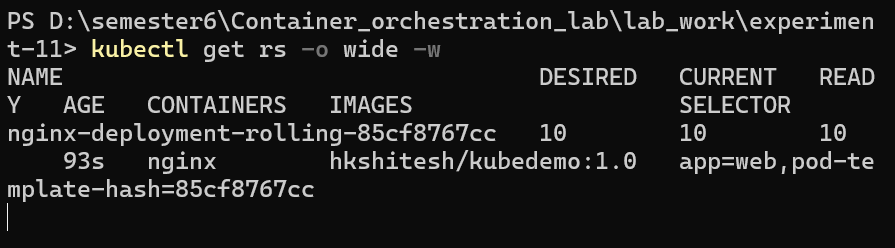 PS D:\semester6\Container_orchestration_lab\lab_work\experimen
t-11> kubectl get rs -o wide -w
NAME                                  DESIRED   CURRENT   READ
Y   AGE   CONTAINERS   IMAGES                   SELECTOR
nginx-deployment-rolling-85cf8767cc   10        10        10
    93s   nginx        hkshitesh/kubedemo:1.0   app=web,pod-te
mplate-hash=85cf8767cc